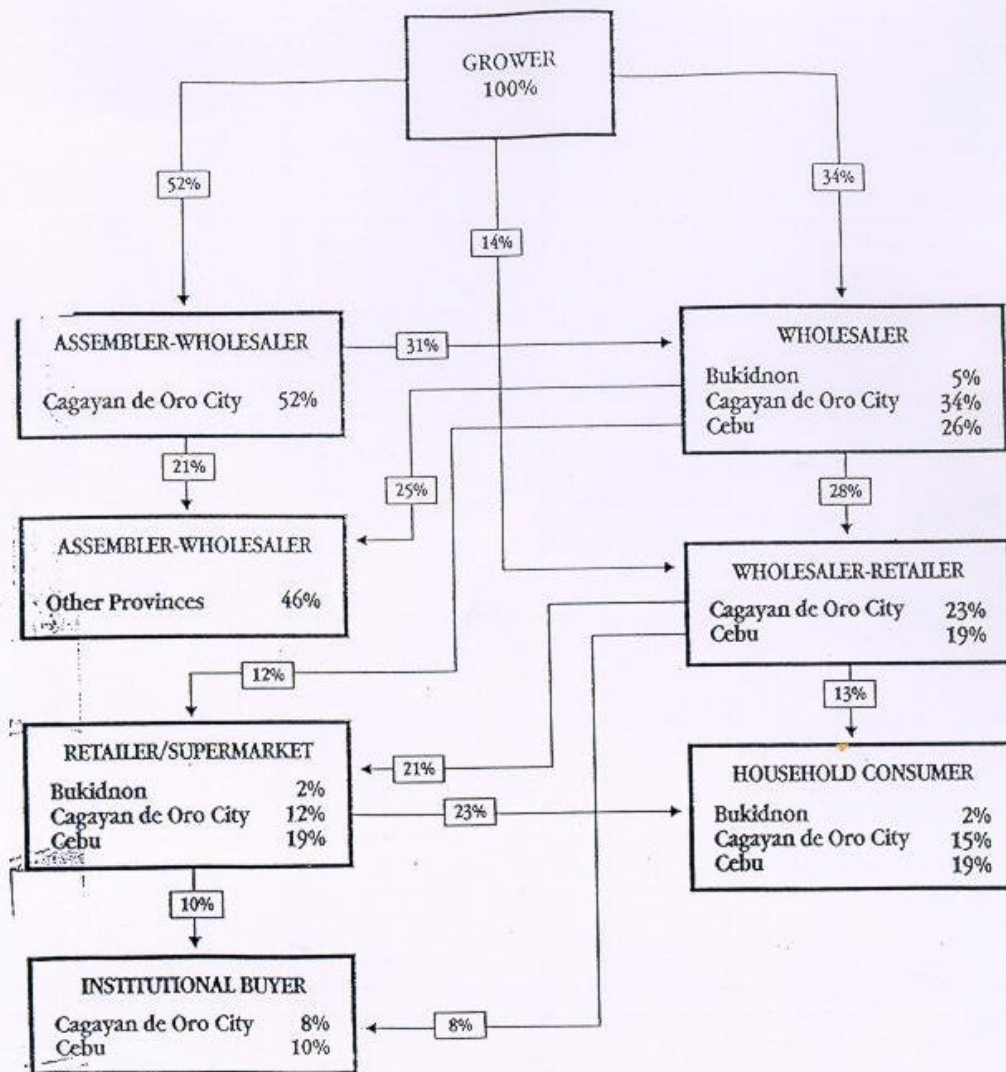 GROWER
100%
52%
34%
14%
ASSEMBLER-WHOLESALER
Cagayan de Oro City 52%
31%
WHOLESALER
Bukidnon 5%
Cagayan de Oro City 34%
Cebu 26%
21%
25%
28%
ASSEMBLER-WHOLESALER
Other Provinces 46%
WHOLESALER-RETAILER
Cagayan de Oro City 23%
Cebu 19%
12%
13%
RETAILER/SUPERMARKET
Bukidnon 2%
Cagayan de Oro City 12%
Cebu 19%
21%
23%
HOUSEHOLD CONSUMER
Bukidnon 2%
Cagayan de Oro City 15%
Cebu 19%
10%
INSTITUTIONAL BUYER
Cagayan de Oro City 8%
Cebu 10%
8%